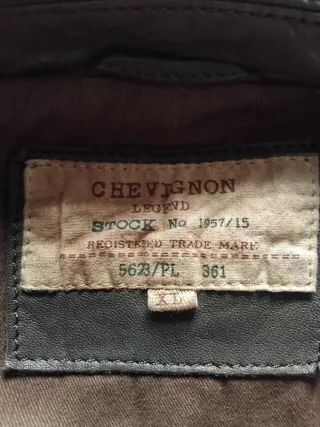 CHEVIGNON
LEGEND
STOCK No 1957/15
REGISTERED TRADE MARK
5623/PL 361
XL